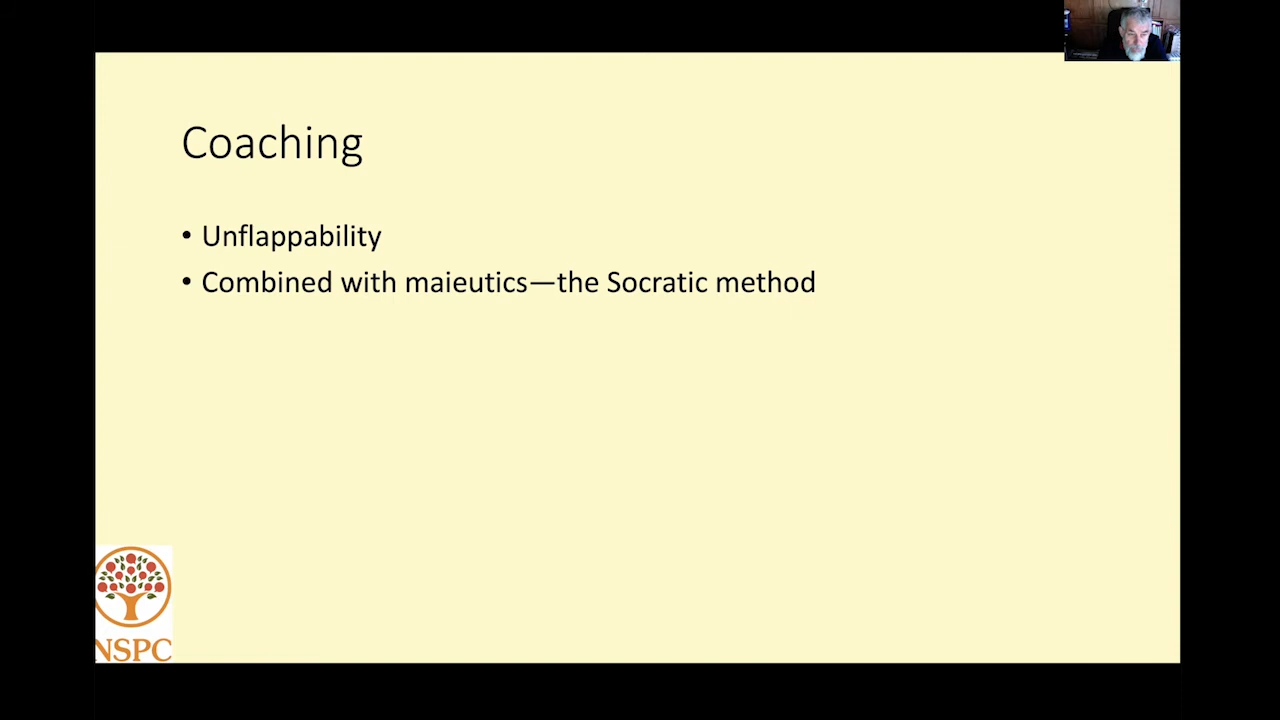 Coaching
• Unflappability
• Combined with maieutics—the Socratic method
NSPC